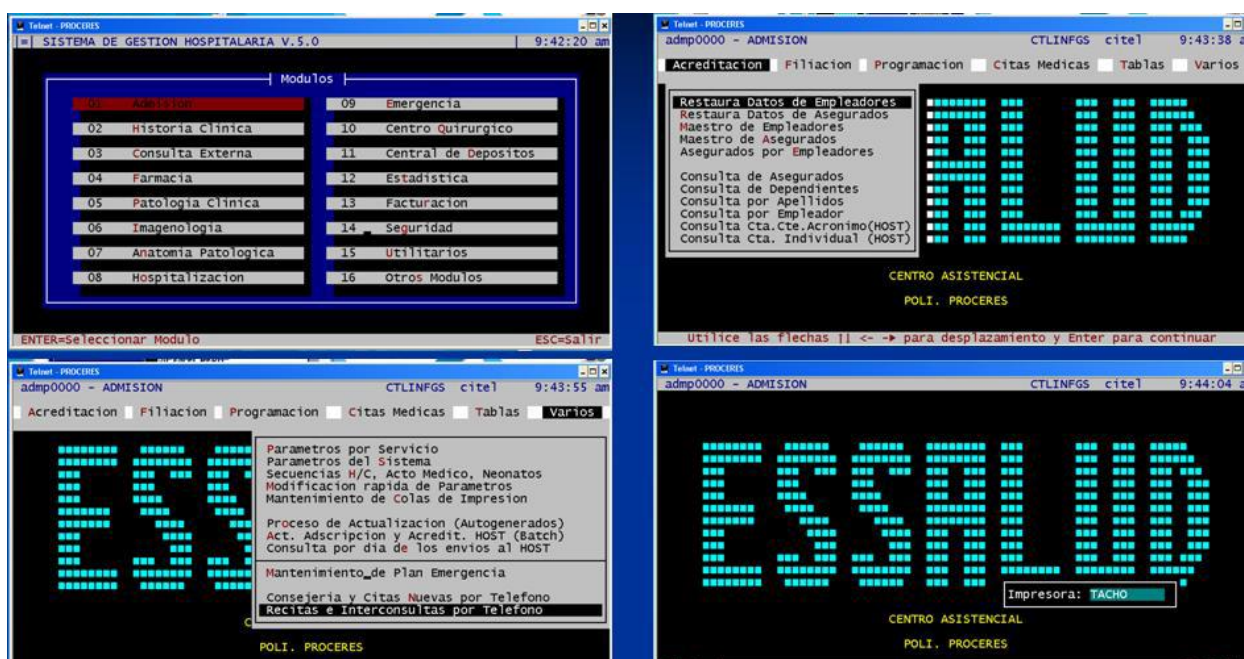 Telnet - PROCERES
SISTEMA DE GESTION HOSPITALARIA V.5.0 9:42:20 am
Modulos
01 Admision 09 Emergencia
02 Historia Clinica 10 Centro Quirurgico
03 Consulta Externa 11 Central de Depositos
04 Farmacia 12 Estadistica
05 Patologia Clinica 13 Facturacion
06 Imagenologia 14 Seguridad
07 Anatomia Patologica 15 Utilitarios
08 Hospitalizacion 16 Otros Modulos
ENTER=Seleccionar Modulo ESC=Salir
Telnet - PROCERES
admp0000 - ADMISION CTLINFGS citel 9:43:38 a
Acreditacion Filiacion Programacion Citas Medicas Tablas Varios
Restaura Datos de Empleadores
Restaura Datos de Asegurados
Maestro de Empleadores
Maestro de Asegurados
Asegurados por Empleadores
Consulta de Asegurados
Consulta de Dependientes
Consulta por Apellidos
Consulta por Empleador
Consulta Cta.Cte.Acronimo(HOST)
Consulta Cta. Individual (HOST)
ALUD
CENTRO ASISTENCIAL
POLI. PROCERES
Utilice las flechas || <- -> para desplazamiento y Enter para continuar
Telnet - PROCERES
admp0000 - ADMISION CTLINFGS citel 9:43:55 am
Acreditacion Filiacion Programacion Citas Medicas Tablas Varios
ESS
Parametros por Servicio
Parametros del Sistema
Secuencias H/C, Acto Medico, Neonatos
Modificacion rapida de Parametros
Mantenimiento de Colas de Impresion
Proceso de Actualizacion (Autogenerados)
Act. Adscripcion y Acredit. HOST (Batch)
Consulta por dia de los envios al HOST
Mantenimiento_de Plan Emergencia
Consejeria y Citas Nuevas por Telefono
Recitas e Interconsultas por Telefono
C
POLI. PROCERES
Telnet - PROCERES
admp0000 - ADMISION CTLINFGS citel 9:44:04 a
ESSALUD
Impresora: TACHO
CENTRO ASISTENCIAL
POLI. PROCERES